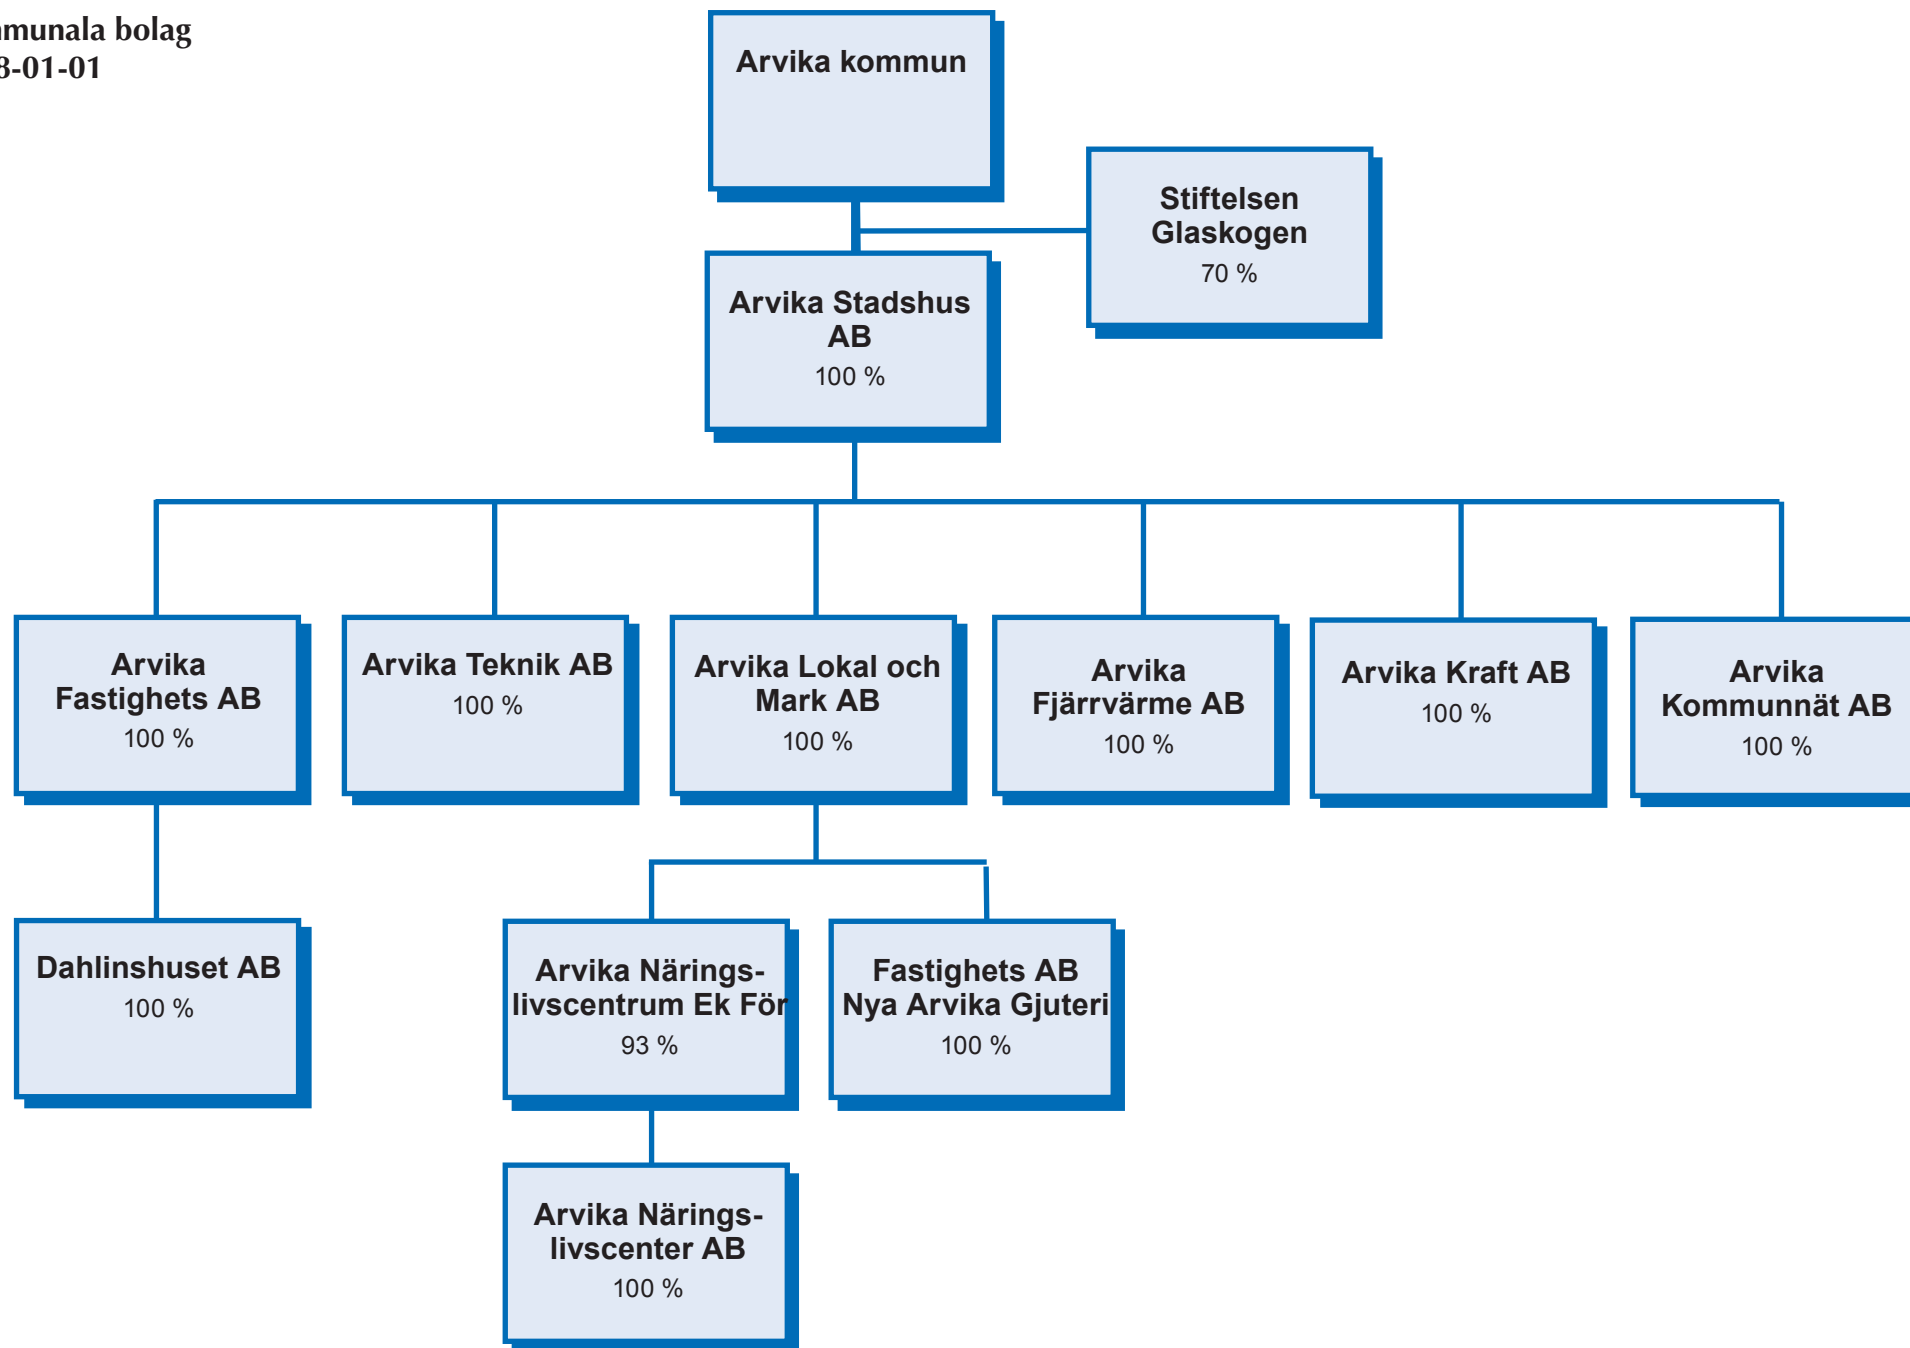 munala bolag
8-01-01
Arvika kommun
Stiftelsen
Glaskogen
70 %
Arvika Stadshus
AB
100 %
Arvika
Fastighets AB
100 %
Arvika Teknik AB
100 %
Arvika Lokal och
Mark AB
100 %
Arvika
Fjärrvärme AB
100 %
Arvika Kraft AB
100 %
Arvika
Kommunnät AB
100 %
Dahlinshuset AB
100 %
Arvika Närings-
livscentrum Ek För
93 %
Fastighets AB
Nya Arvika Gjuteri
100 %
Arvika Närings-
livscenter AB
100 %